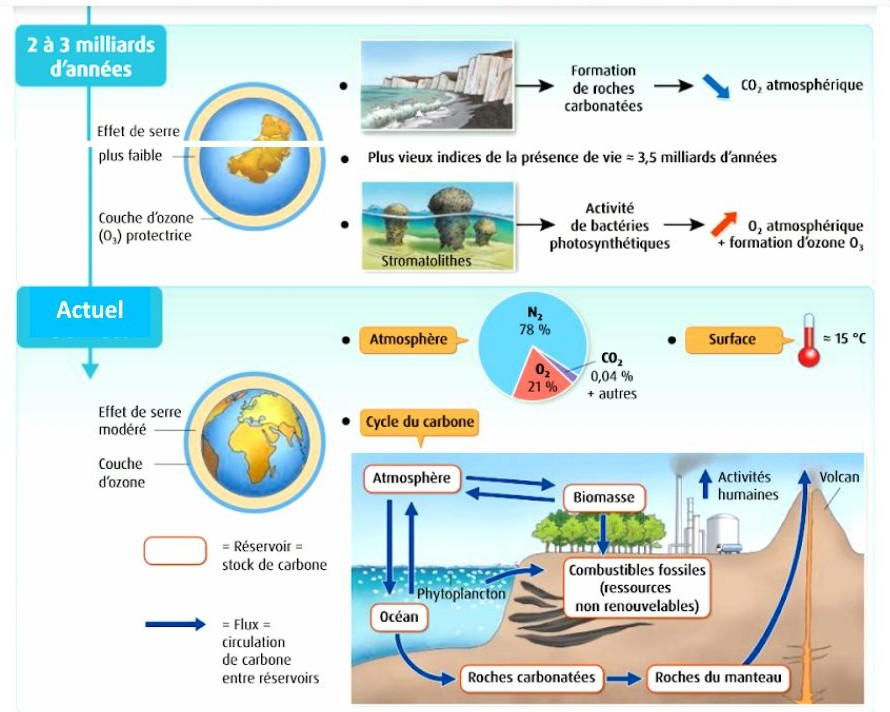 2 à 3 milliards
d'années
Effet de serre
plus faible
Couche d'ozone
(O₃) protectrice
Formation
de roches
carbonatées
CO₂ atmosphérique
Plus vieux indices de la présence de vie ≈ 3,5 milliards d'années
Stromatolithes
Activité
de bactéries
photosynthétiques
O₂ atmosphérique
+ formation d'ozone O₃
Actuel
Atmosphère
N₂
78 %
O₂
21 %
CO₂
0,04 %
+ autres
Surface
≈ 15 °C
Effet de serre
modéré
Couche
d'ozone
Cycle du carbone
= Réservoir =
stock de carbone
= Flux =
circulation
de carbone
entre réservoirs
Atmosphère
Biomasse
Activités
humaines
Volcan
Phytoplancton
Combustibles fossiles
(ressources
non renouvelables)
Océan
Roches carbonatées
Roches du manteau